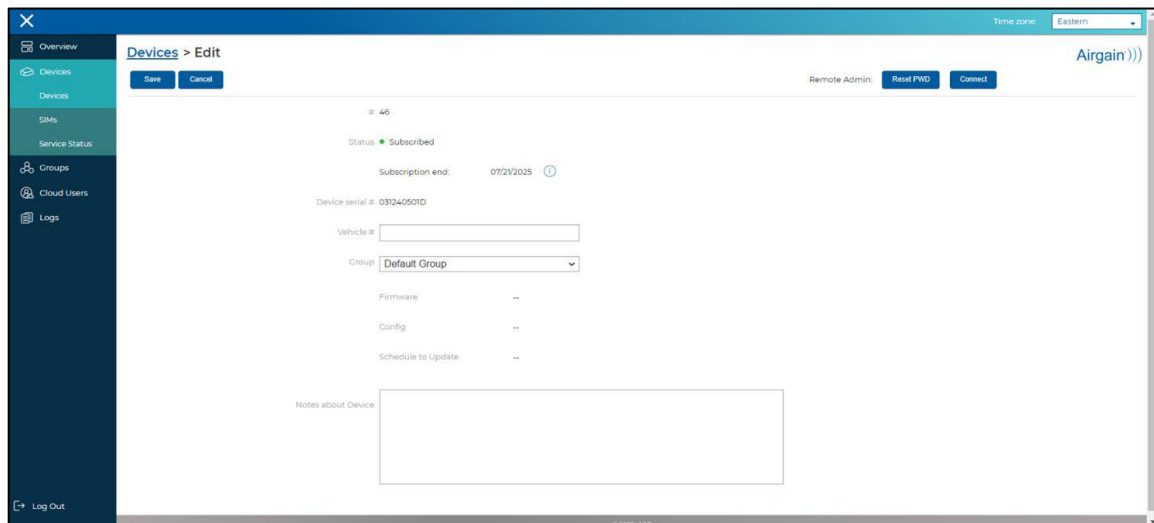 Time zone: Eastern
Overview
Devices
Devices
SIMs
Service Status
Groups
Cloud Users
Logs
Log Out
Devices > Edit
Airgain)))
Save Cancel
Remote Admin: Reset PWD Connect
# 46
Status Subscribed
Subscription end: 07/21/2025
Device serial # 031240501D
Vehicle #
Group Default Group
Firmware --
Config --
Schedule to Update --
Notes about Device